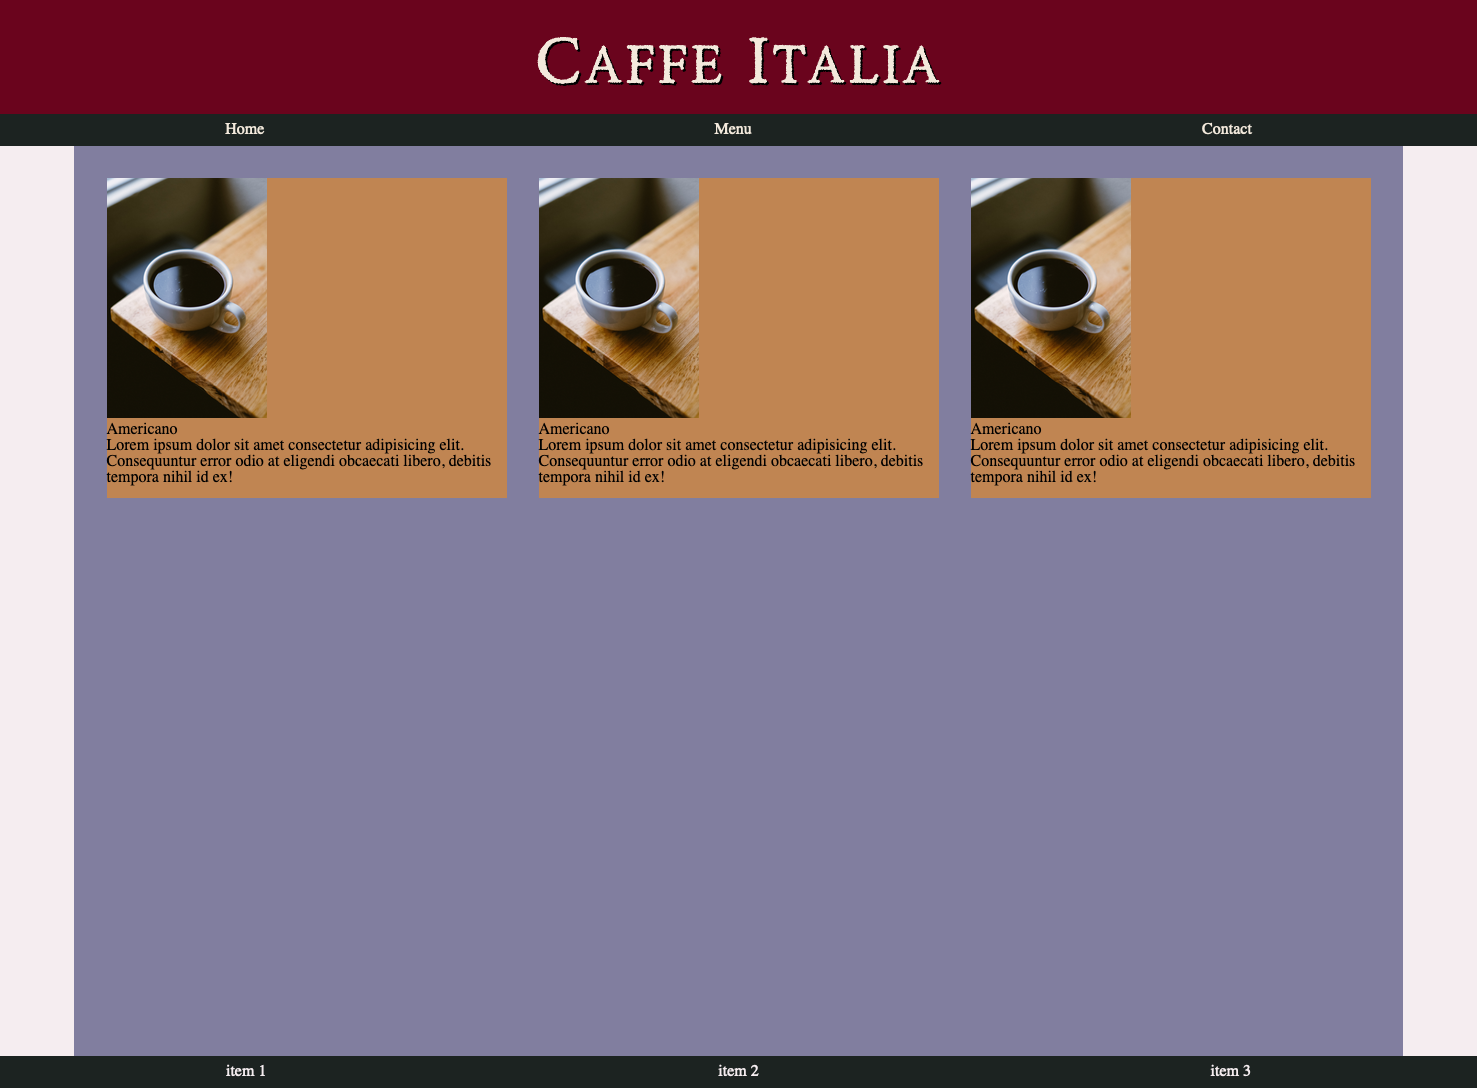 Caffe Italia
Home Menu Contact
Americano
Lorem ipsum dolor sit amet consectetur adipisicing elit.
Consequuntur error odio at eligendi obcaecati libero, debitis
tempora nihil id ex!
Americano
Lorem ipsum dolor sit amet consectetur adipisicing elit.
Consequuntur error odio at eligendi obcaecati libero, debitis
tempora nihil id ex!
Americano
Lorem ipsum dolor sit amet consectetur adipisicing elit.
Consequuntur error odio at eligendi obcaecati libero, debitis
tempora nihil id ex!
item 1 item 2 item 3